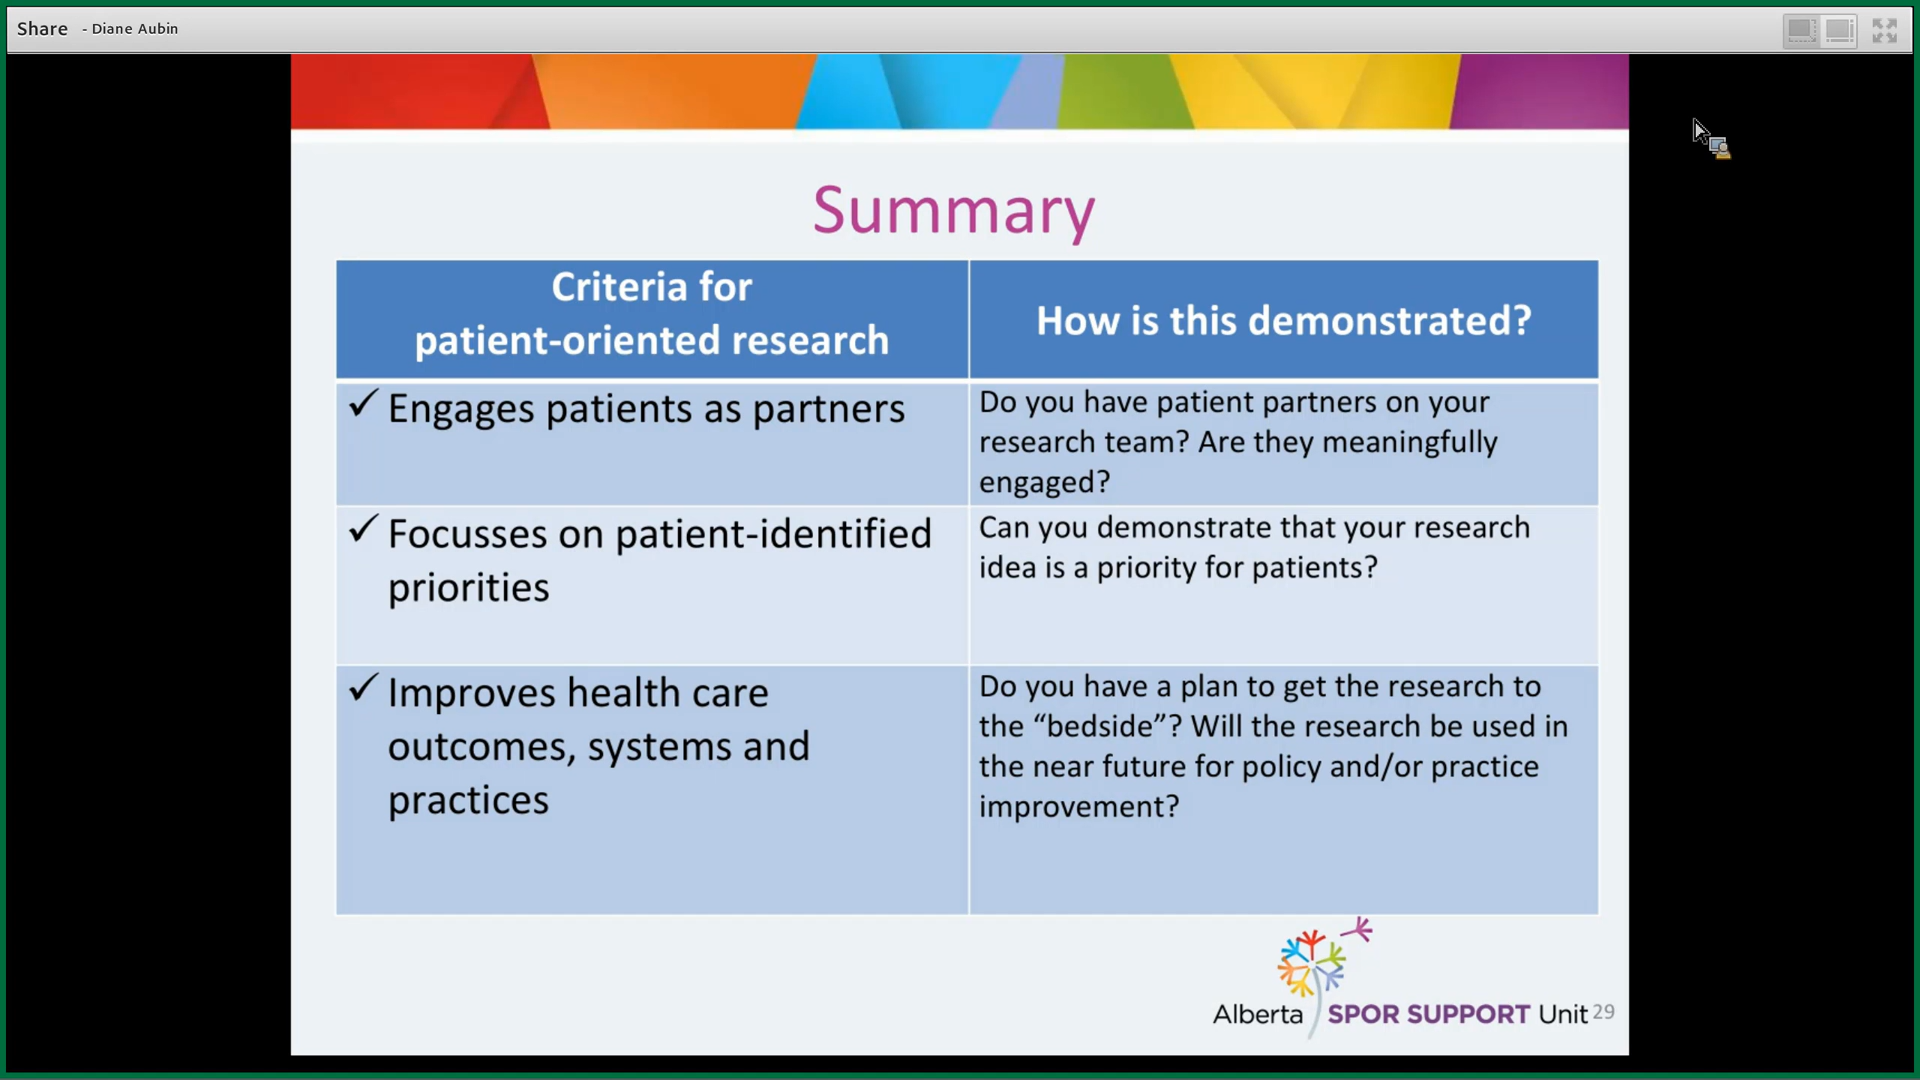 Share - Diane Aubin
Summary
Criteria for
patient-oriented research
How is this demonstrated?
✓ Engages patients as partners
Do you have patient partners on your
research team? Are they meaningfully
engaged?
✓ Focusses on patient-identified
priorities
Can you demonstrate that your research
idea is a priority for patients?
✓ Improves health care
outcomes, systems and
practices
Do you have a plan to get the research to
the “bedside”? Will the research be used in
the near future for policy and/or practice
improvement?
Alberta SPOR SUPPORT Unit 29